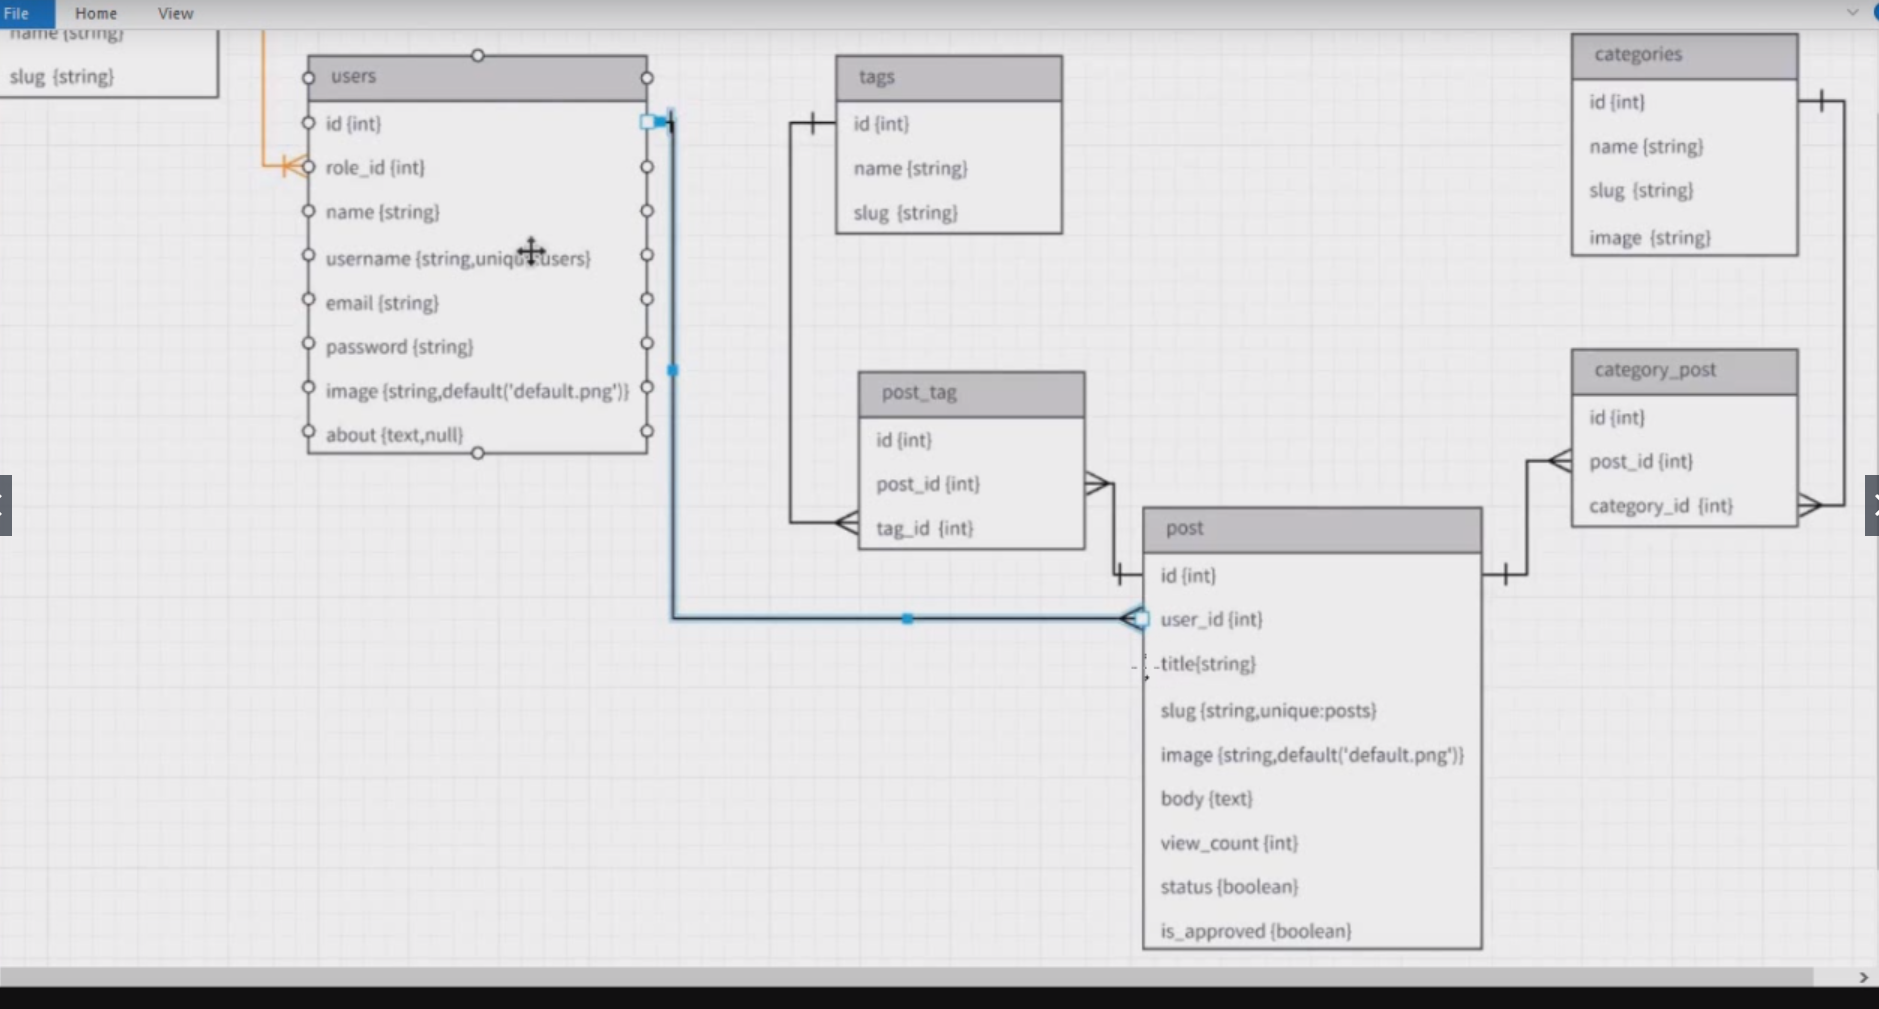 File Home View
name {string}
slug {string}
users
id {int}
role_id {int}
name {string}
username {string,unique:users}
email {string}
password {string}
image {string,default('default.png')}
about {text,null}
tags
id {int}
name {string}
slug {string}
post_tag
id {int}
post_id {int}
tag_id {int}
post
id {int}
user_id {int}
title{string}
slug {string,unique:posts}
image {string,default('default.png')}
body {text}
view_count {int}
status {boolean}
is_approved {boolean}
categories
id {int}
name {string}
slug {string}
image {string}
category_post
id {int}
post_id {int}
category_id {int}